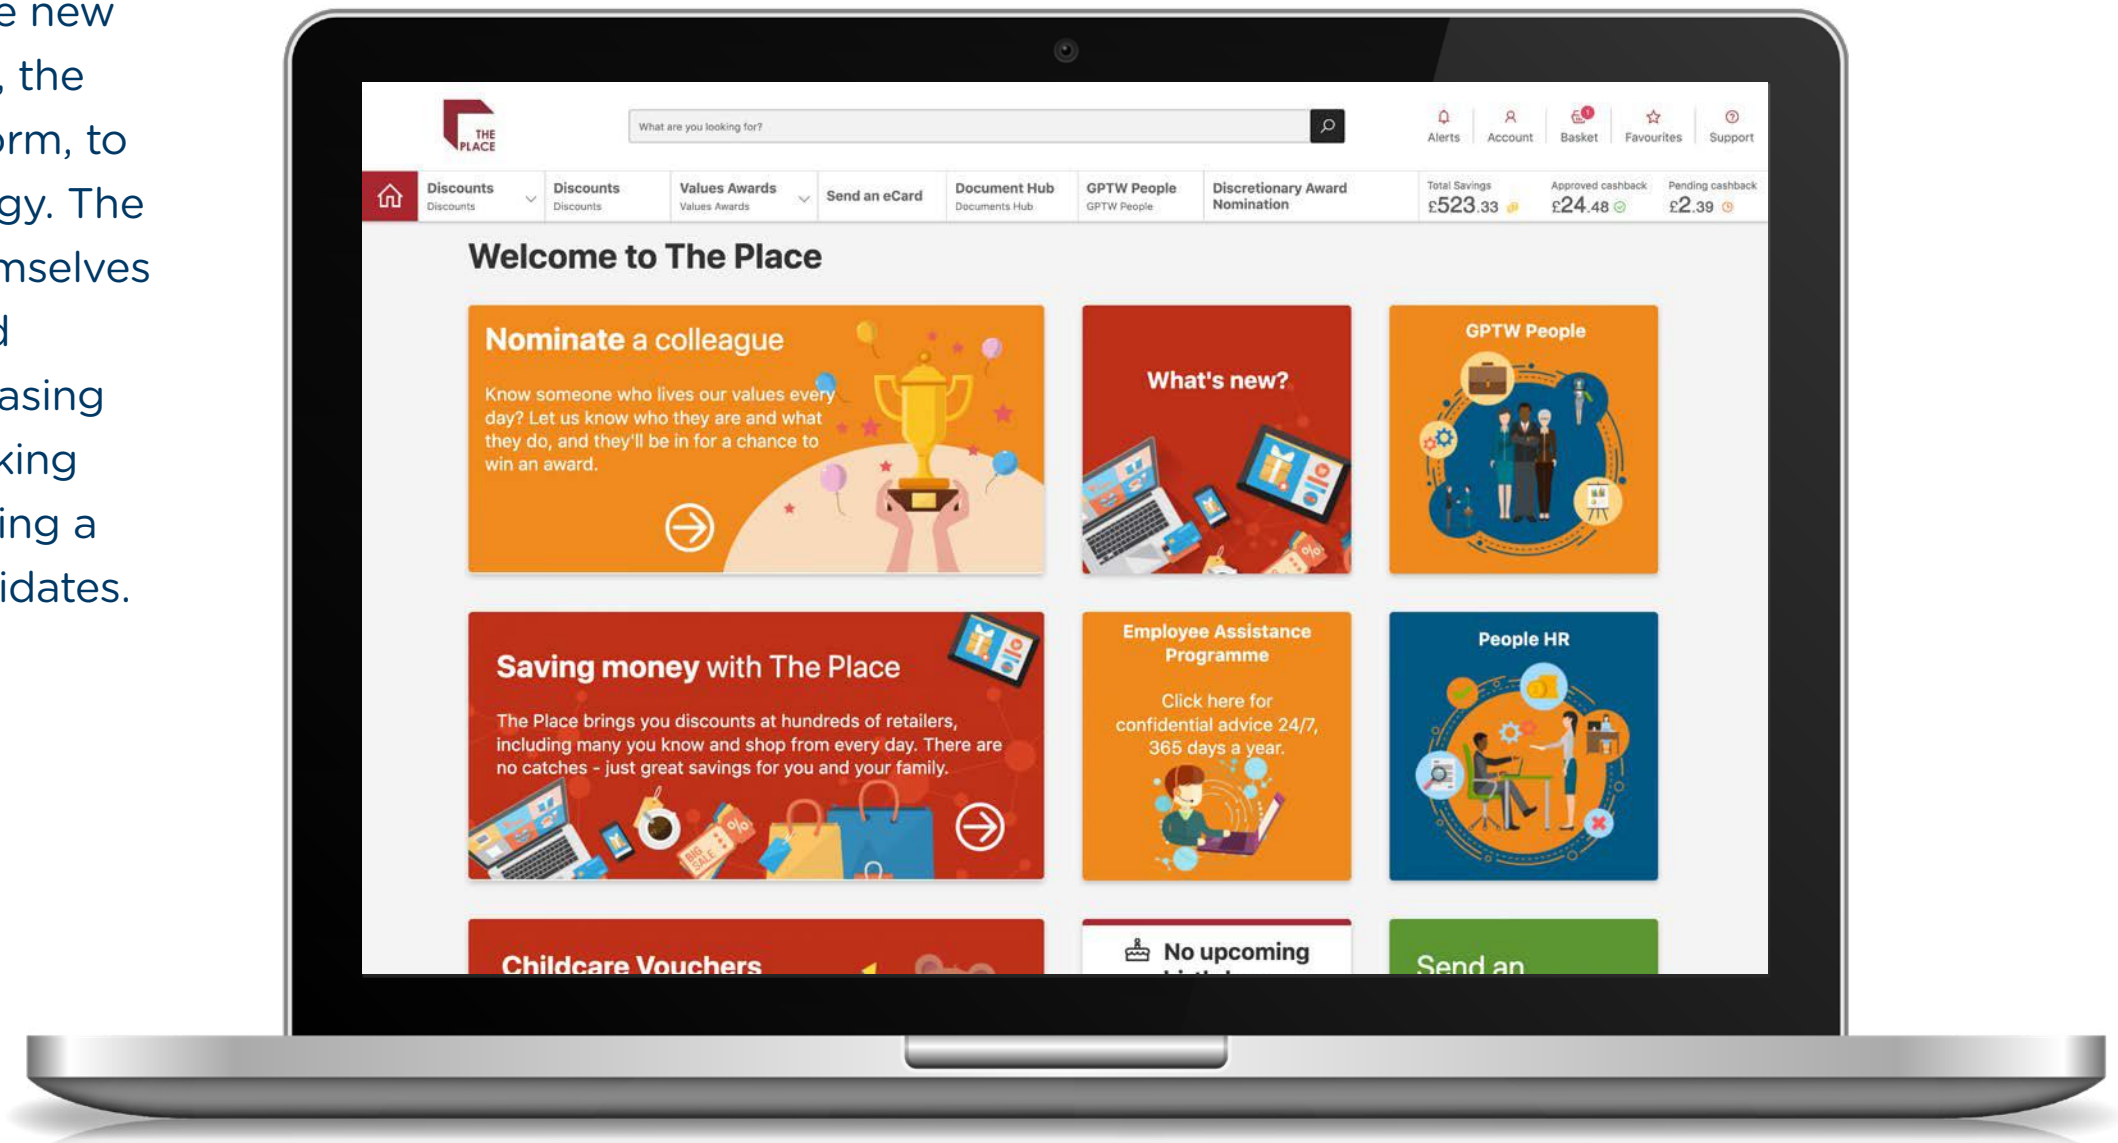 e new
, the
orm, to
gy. The
mselves
d
asing
king
ing a
idates.
THE
PLACE
What are you looking for?
1
Alerts
Account
Basket
Favourites
Support
Discounts
Discounts
Discounts
Discounts
Values Awards
Values Awards
Send an eCard
Document Hub
Documents Hub
GPTW People
GPTW People
Discretionary Award
Nomination
Total Savings
£523.33
Approved cashback
£24.48
Pending cashback
£2.39
Welcome to The Place
Nominate a colleague
Know someone who lives our values every
day? Let us know who they are and what
they do, and they'll be in for a chance to
win an award.
What's new?
%
GPTW People
Saving money with The Place
The Place brings you discounts at hundreds of retailers,
including many you know and shop from every day. There are
no catches - just great savings for you and your family.
BIG
SALE
%
Employee Assistance
Programme
Click here for
confidential advice 24/7,
365 days a year.
People HR
Childcare Vouchers
No upcoming
Send an